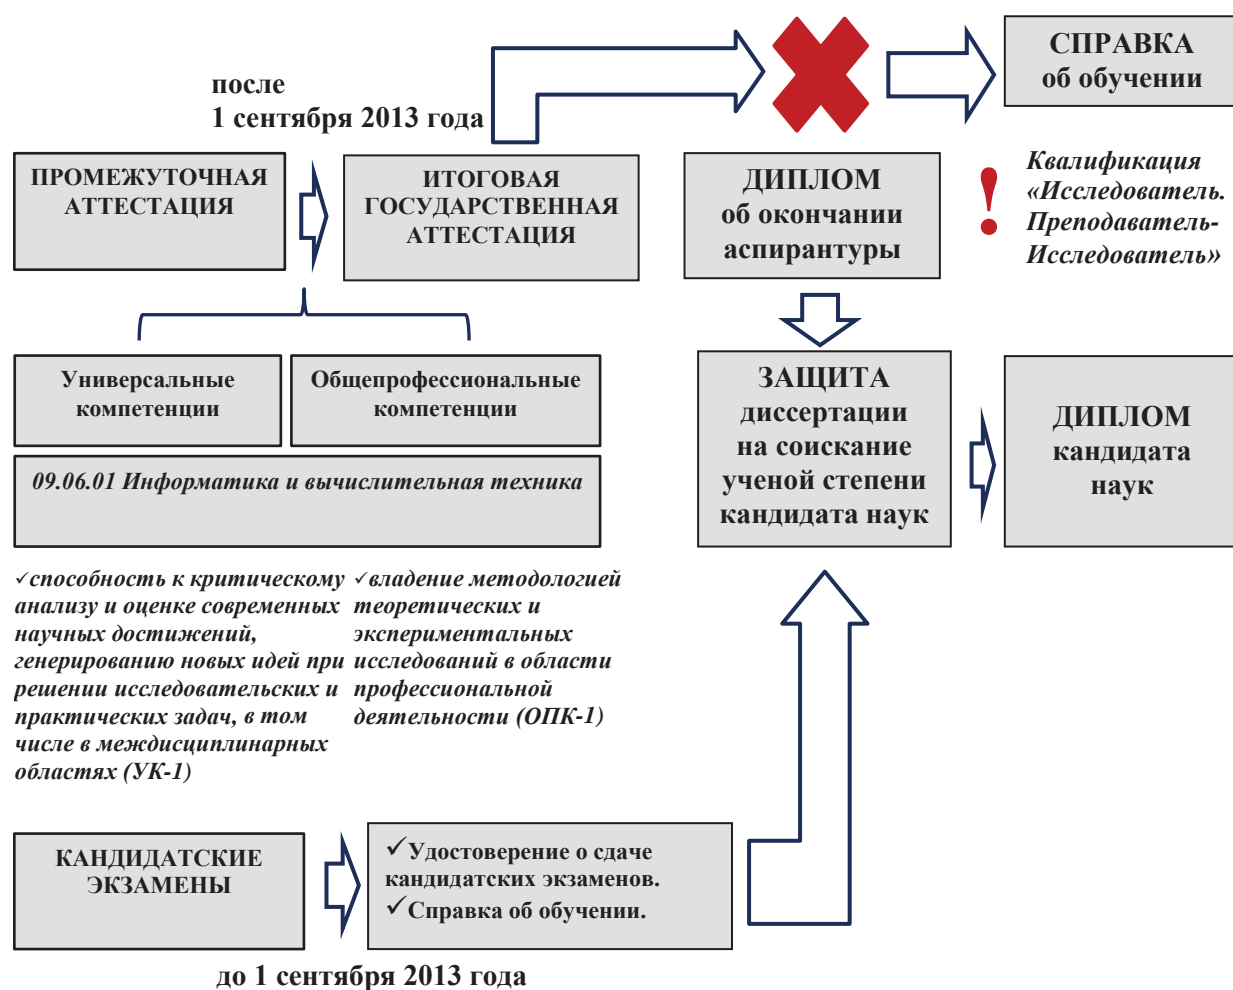 после
1 сентября 2013 года
СПРАВКА
об обучении
ПРОМЕЖУТОЧНАЯ
АТТЕСТАЦИЯ
ИТОГОВАЯ
ГОСУДАРСТВЕННАЯ
АТТЕСТАЦИЯ
ДИПЛОМ
об окончании
аспирантуры
!
Квалификация
«Исследователь.
Преподаватель-
Исследователь»
Универсальные
компетенции
Общепрофессиональные
компетенции
09.06.01 Информатика и вычислительная техника
ЗАЩИТА
диссертации
на соискание
ученой степени
кандидата наук
ДИПЛОМ
кандидата
наук
✓способность к критическому
анализу и оценке современных
научных достижений,
генерированию новых идей при
решении исследовательских и
практических задач, в том
числе в междисциплинарных
областях (УК-1)
✓владение методологией
теоретических и
экспериментальных
исследований в области
профессиональной
деятельности (ОПК-1)
КАНДИДАТСКИЕ
ЭКЗАМЕНЫ
✓Удостоверение о сдаче
кандидатских экзаменов.
✓Справка об обучении.
до 1 сентября 2013 года